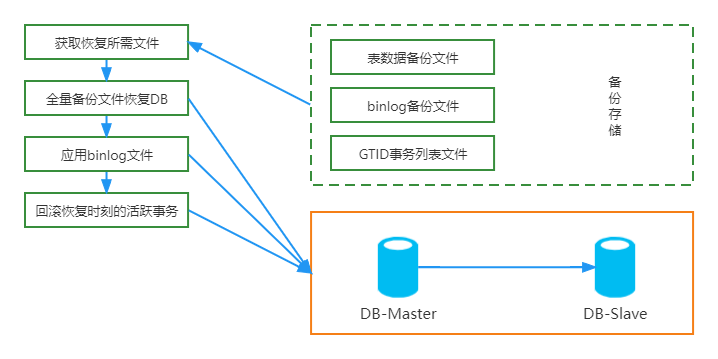 获取恢复所需文件
全量备份文件恢复DB
应用binlog文件
回滚恢复时刻的活跃事务
表数据备份文件
binlog备份文件
GTID事务列表文件
备
份
存
储
DB-Master
DB-Slave